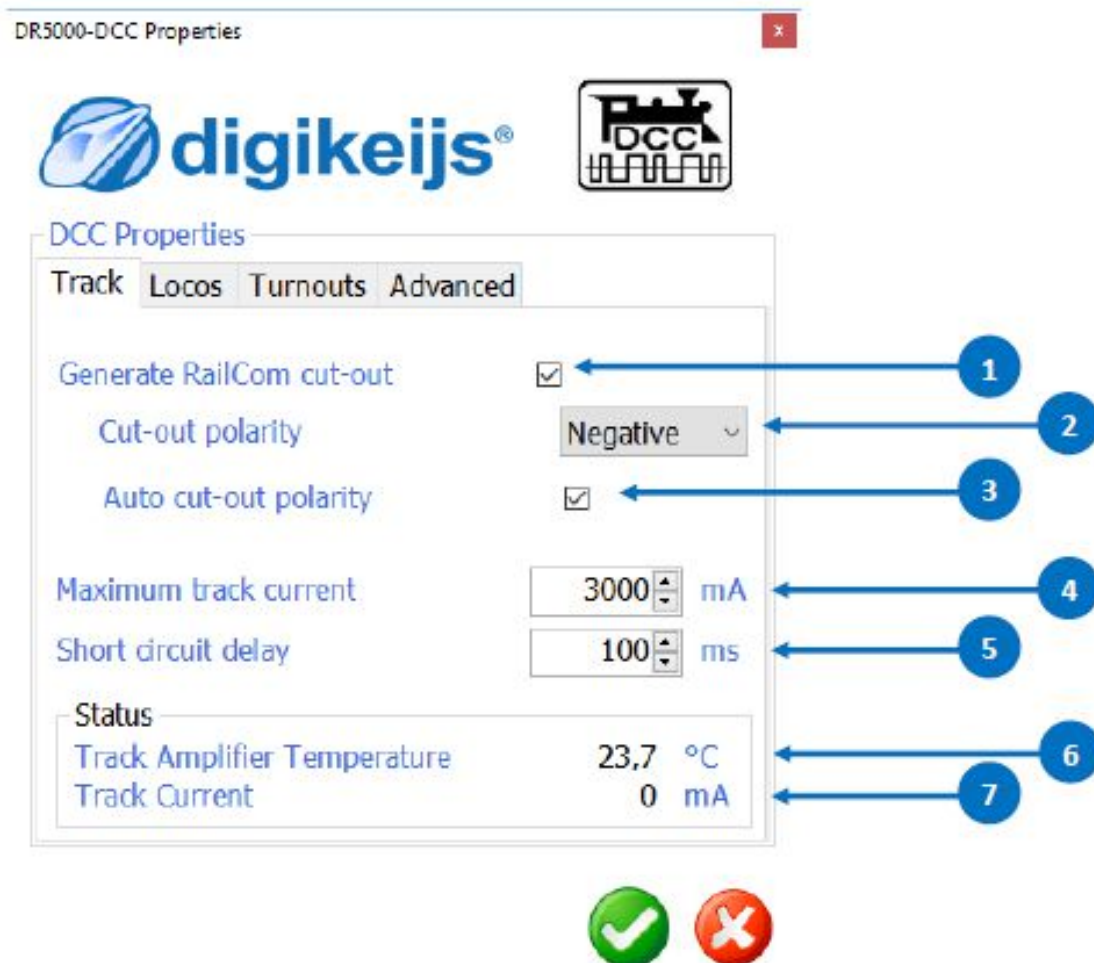 DR5000-DCC Properties x
digikeijs®
DCC
DCC Properties
Track Locos Turnouts Advanced
Generate RailCom cut-out 1
Cut-out polarity Negative 2
Auto cut-out polarity 3
Maximum track current 3000 mA 4
Short circuit delay 100 ms 5
Status
Track Amplifier Temperature 23,7 °C 6
Track Current 0 mA 7